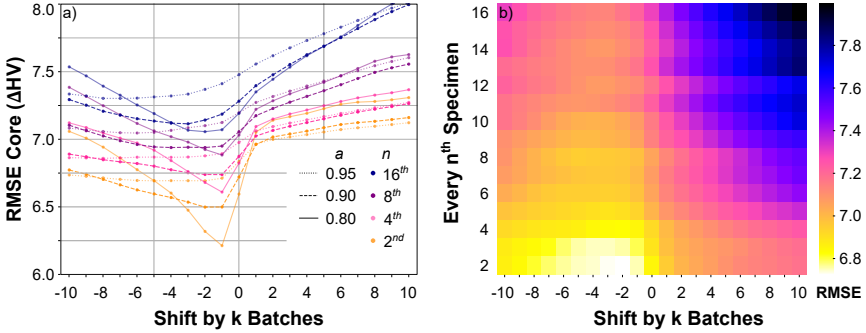 a)
8.0
7.5
7.0
6.5
6.0
RMSE Core (ΔHV)
a n
0.95 16th
0.90 8th
0.80 4th
2nd
-10 -8 -6 -4 -2 0 2 4 6 8 10
Shift by k Batches
b)
16
14
12
10
8
6
4
2
Every nth Specimen
-10 -8 -6 -4 -2 0 2 4 6 8 10
Shift by k Batches
7.8
7.6
7.4
7.2
7.0
6.8
RMSE